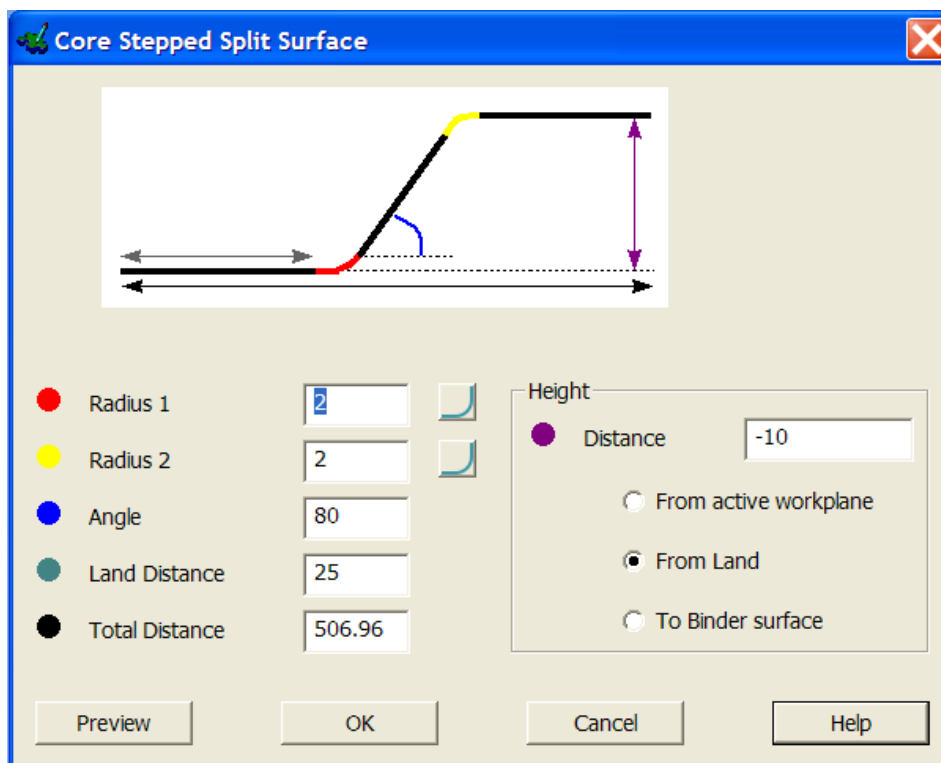 Core Stepped Split Surface
Radius 1 2
Radius 2 2
Angle 80
Land Distance 25
Total Distance 506.96
Height
Distance -10
From active workplane
From Land
To Binder surface
Preview OK Cancel Help